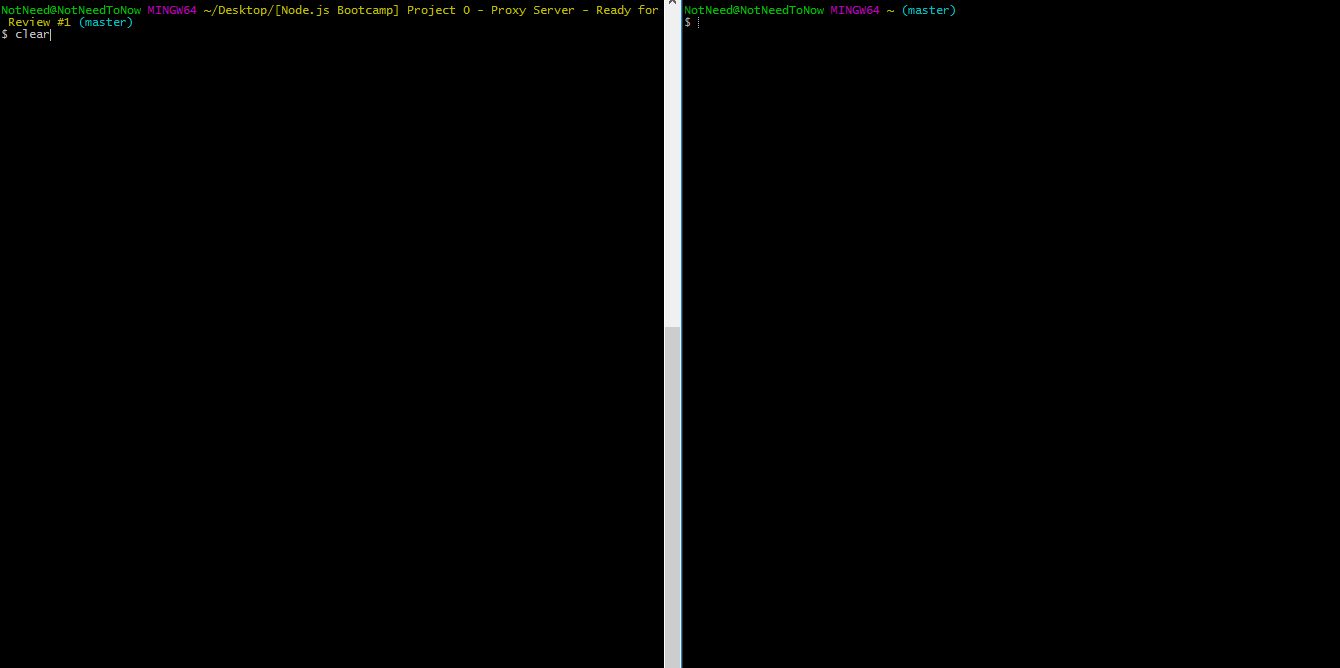 NotNeed@NotNeedToNow MINGW64 ~/Desktop/[Node.js Bootcamp] Project 0 - Proxy Server - Ready for
Review #1 (master)
$ clear
NotNeed@NotNeedToNow MINGW64 ~ (master)
$